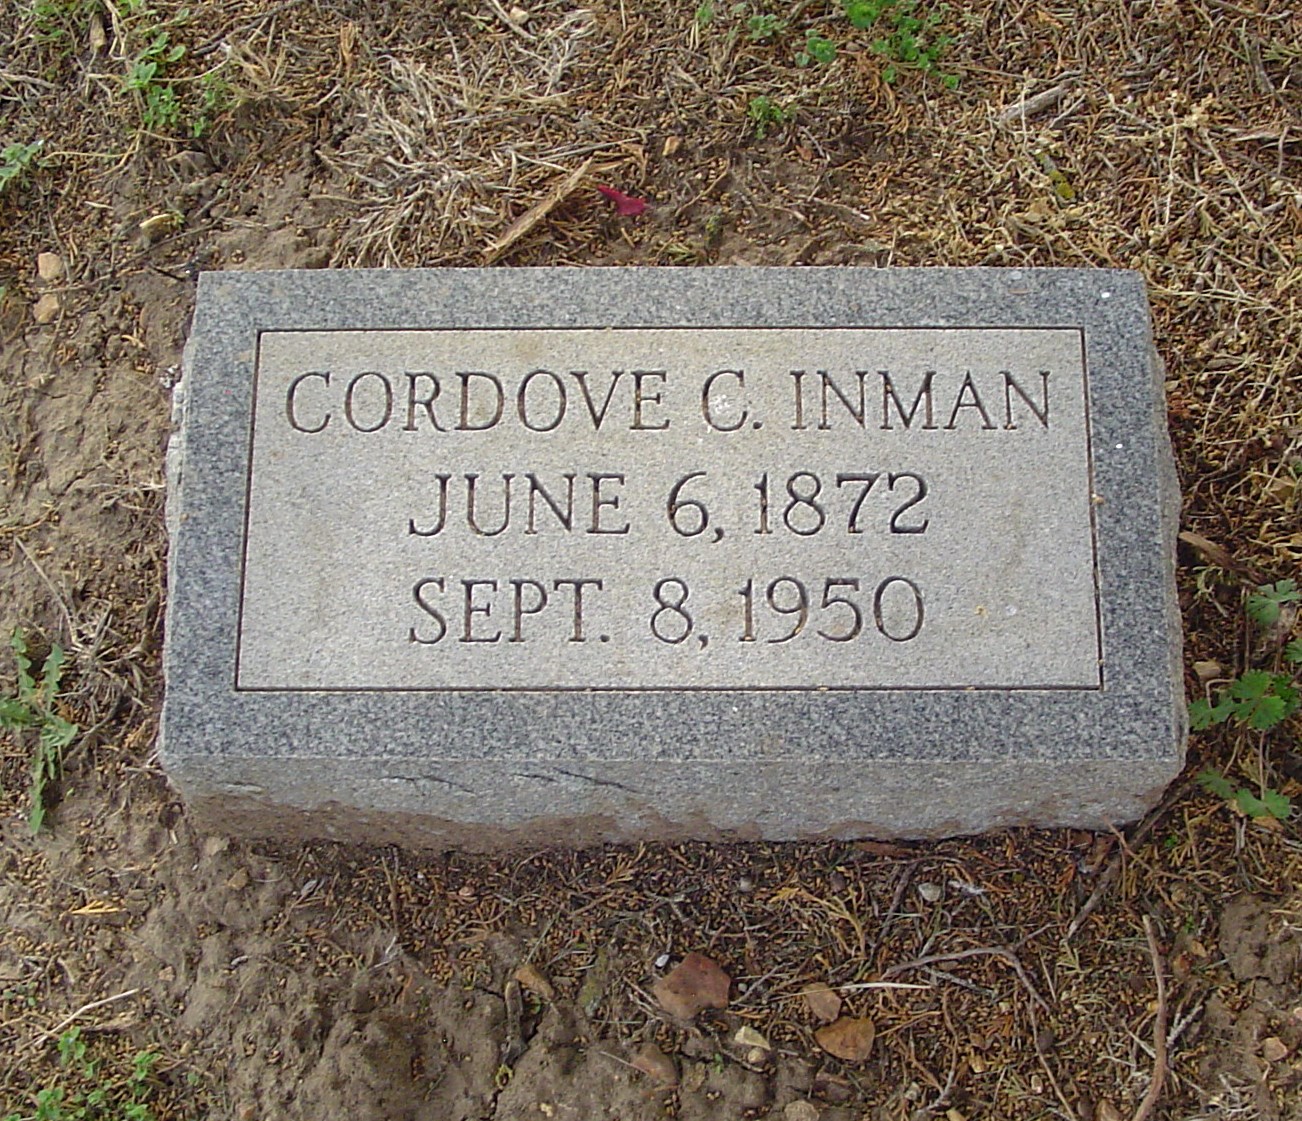 CORDOVE C. INMAN
JUNE 6, 1872
SEPT. 8, 1950